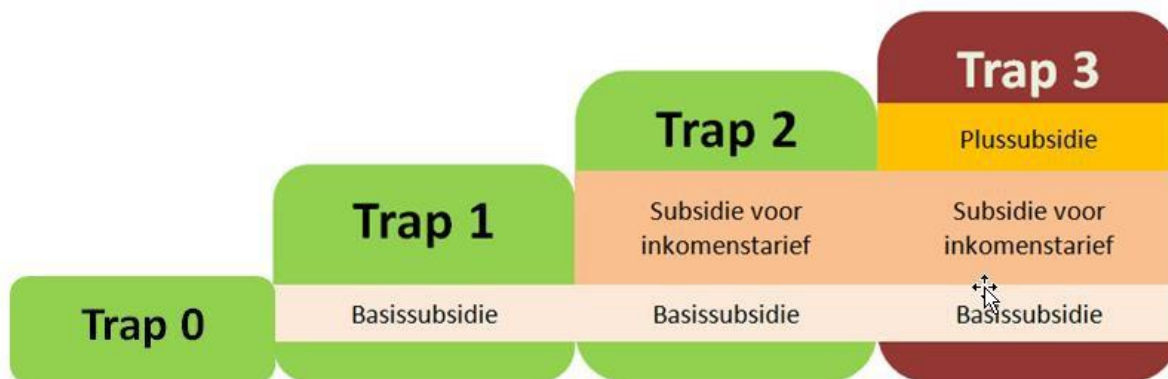 Trap 0
Trap 1
Basissubsidie
Trap 2
Subsidie voor
inkomenstarief
Basissubsidie
Trap 3
Plussubsidie
Subsidie voor
inkomenstarief
Basissubsidie